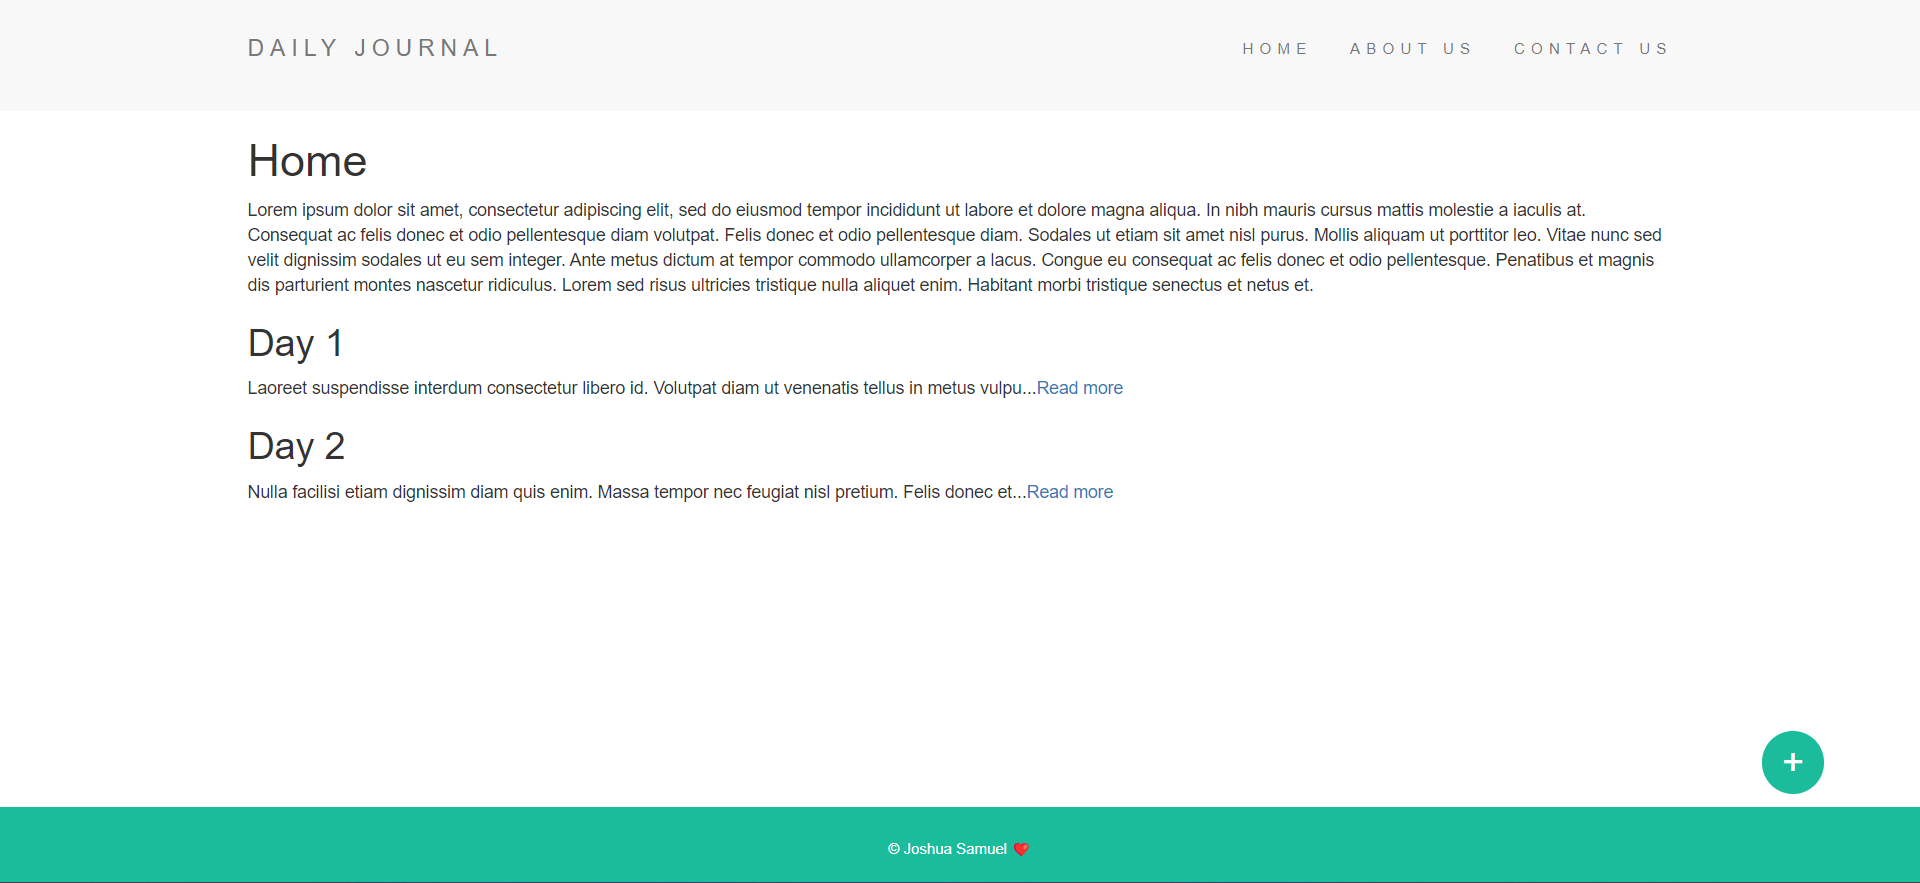 DAILY JOURNAL
HOME ABOUT US CONTACT US
Home
Lorem ipsum dolor sit amet, consectetur adipiscing elit, sed do eiusmod tempor incididunt ut labore et dolore magna aliqua. In nibh mauris cursus mattis molestie a iaculis at.
Consequat ac felis donec et odio pellentesque diam volutpat. Felis donec et odio pellentesque diam. Sodales ut etiam sit amet nisl purus. Mollis aliquam ut porttitor leo. Vitae nunc sed
velit dignissim sodales ut eu sem integer. Ante metus dictum at tempor commodo ullamcorper a lacus. Congue eu consequat ac felis donec et odio pellentesque. Penatibus et magnis
dis parturient montes nascetur ridiculus. Lorem sed risus ultricies tristique nulla aliquet enim. Habitant morbi tristique senectus et netus et.
Day 1
Laoreet suspendisse interdum consectetur libero id. Volutpat diam ut venenatis tellus in metus vulpu...Read more
Day 2
Nulla facilisi etiam dignissim diam quis enim. Massa tempor nec feugiat nisl pretium. Felis donec et...Read more
+
© Joshua Samuel ❤️